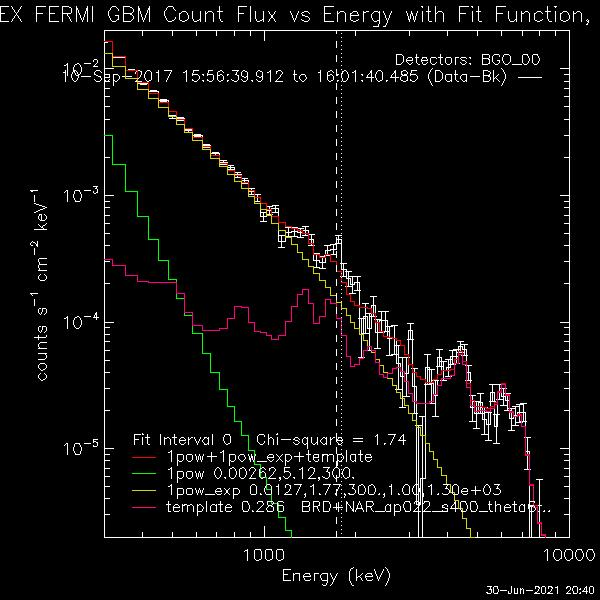 EX FERMI GBM Count Flux vs Energy with Fit Function,
Detectors: BGO_00
10-Sep-2017 15:56:39.912 to 16:01:40.485 (Data-Bk)
10-2
10-3
10-4
10-5
counts s-1 cm-2 keV-1
Fit Interval 0 Chi-square = 1.74
1pow+1pow_exp+template
1pow 0.00262,5.12,300.
1pow_exp 0.0127,1.77,300.,1.00,1.30e+03
template 0.286 BRD+NAR_ap022_s400_theta6r..
1000
10000
Energy (keV)
30-Jun-2021 20:40